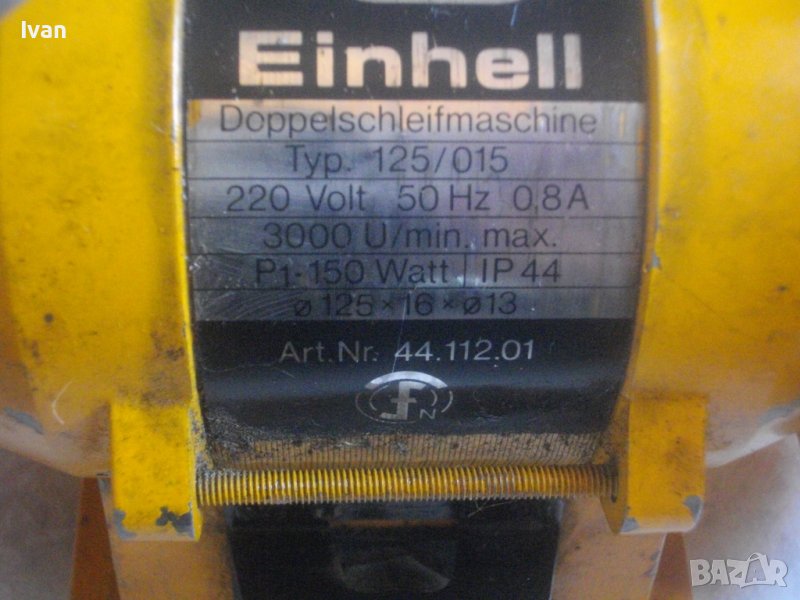 Ivan
Einhell
Doppelschleifmaschine
Typ. 125/015
220 Volt 50 Hz 0,8 A
3000 U/min. max.
P1-150 Watt IP 44
ø 125 × 16 × ø13
Art. Nr. 44.112.01
N
BAZAR